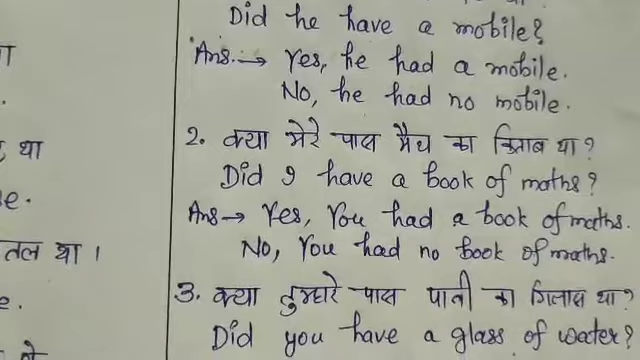 Did he have a mobile?
Ans.→ Yes, he had a mobile.
No, he had no mobile.
2. क्या मेरे पास मैथ का किताब था?
Did I have a book of maths?
Ans → Yes, You had a book of maths.
No, You had no book of maths.
3. क्या तुम्हारे पास पानी का गिलास था?
Did you have a glass of water?
था
तल था।